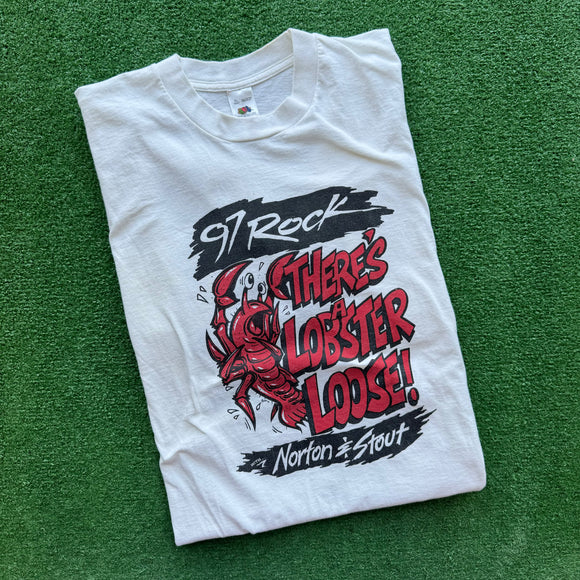 97 Rock
THERE'S
A
LOBSTER
LOOSE!
Norton & Stout